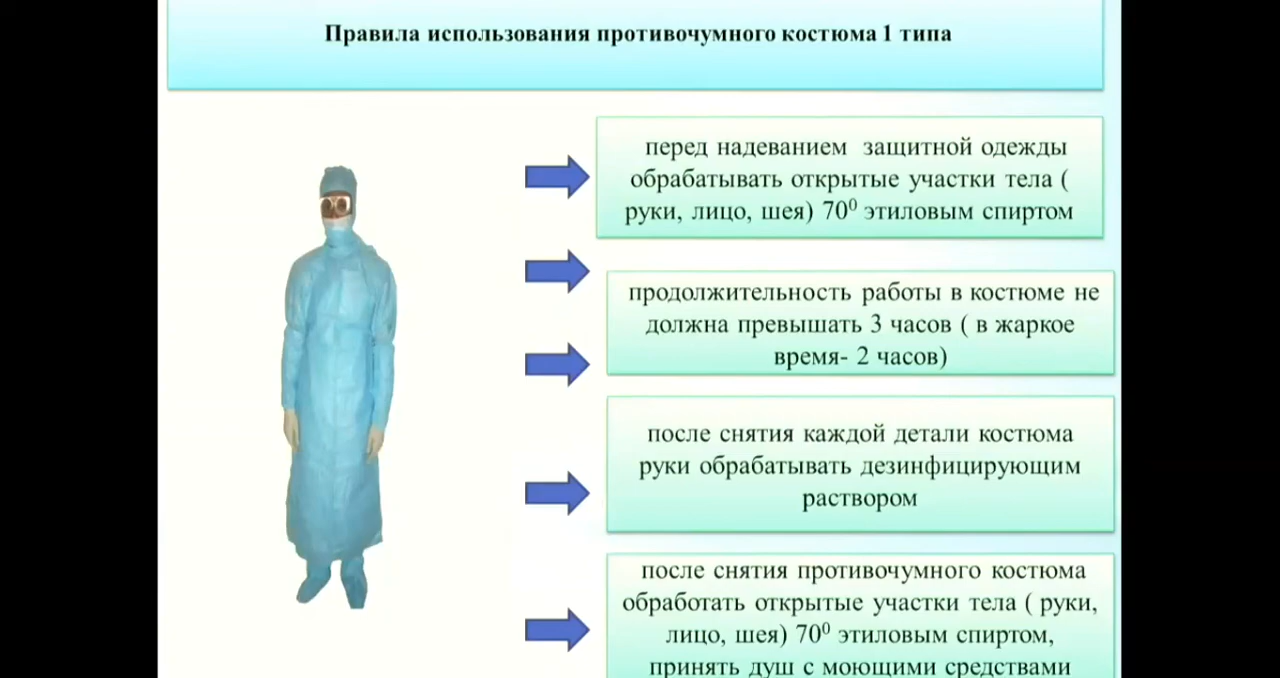 Правила использования противочумного костюма 1 типа
перед надеванием защитной одежды
обрабатывать открытые участки тела (
руки, лицо, шея) 70⁰ этиловым спиртом
продолжительность работы в костюме не
должна превышать 3 часов ( в жаркое
время- 2 часов)
после снятия каждой детали костюма
руки обрабатывать дезинфицирующим
раствором
после снятия противочумного костюма
обработать открытые участки тела ( руки,
лицо, шея) 70⁰ этиловым спиртом,
принять душ с моющими средствами